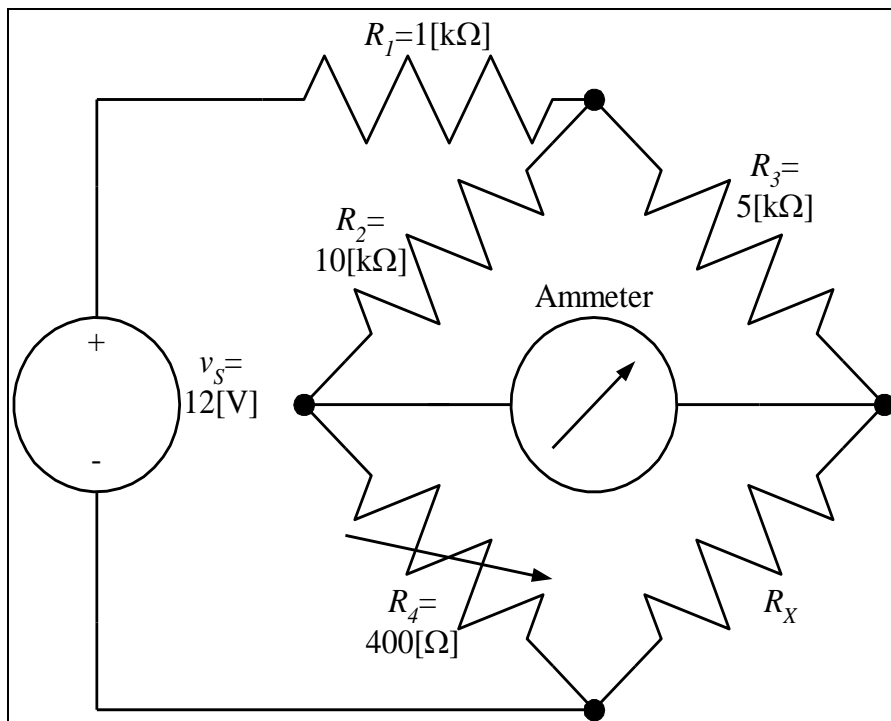 R1=1[kΩ]
R3=
5[kΩ]
R2=
10[kΩ]
Ammeter
+
vS=
12[V]
-
R4=
400[Ω]
RX